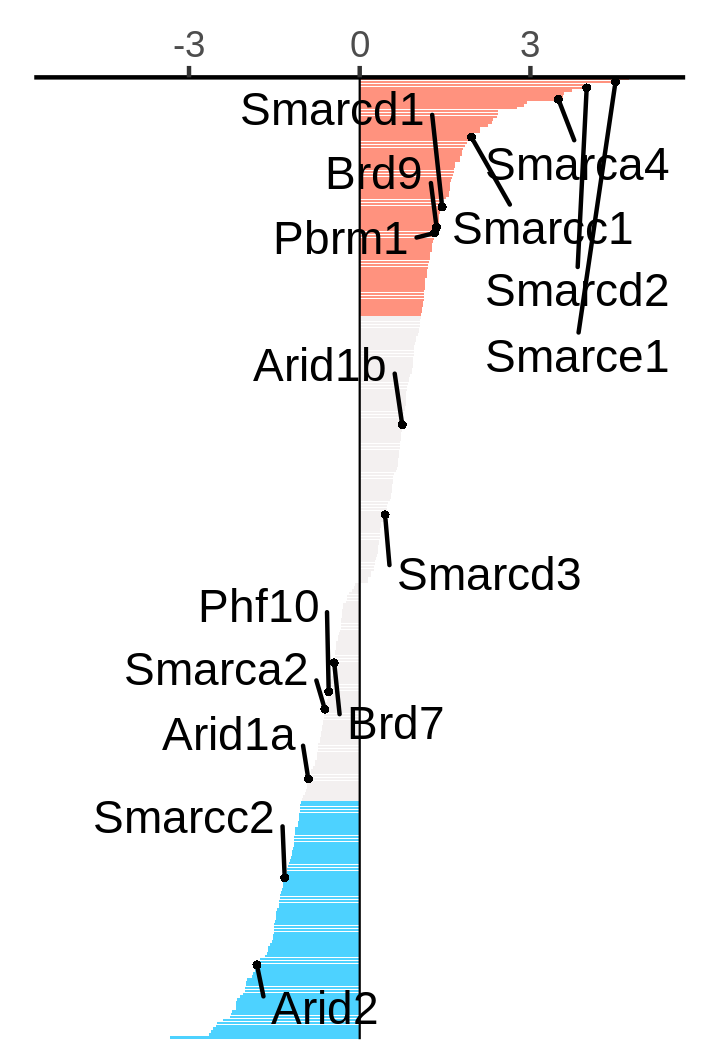 -3 0 3
Smarcd1
Smarca4
Brd9
Smarcc1
Pbrm1
Smarcd2
Smarce1
Arid1b
Smarcd3
Phf10
Smarca2
Brd7
Arid1a
Smarcc2
Arid2